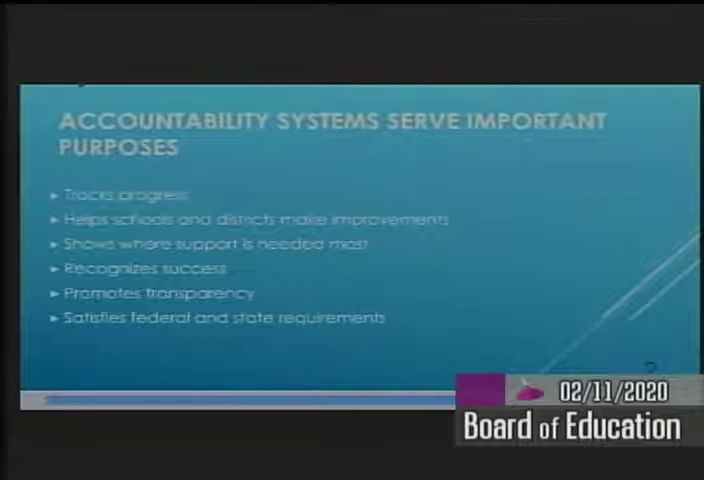 ACCOUNTABILITY SYSTEMS SERVE IMPORTANT
PURPOSES
Tracks progress
Helps schools and districts make improvements
Shows where support is needed most
Recognizes success
Promotes transparency
Satisfies federal and state requirements
2
02/11/2020
Board of Education